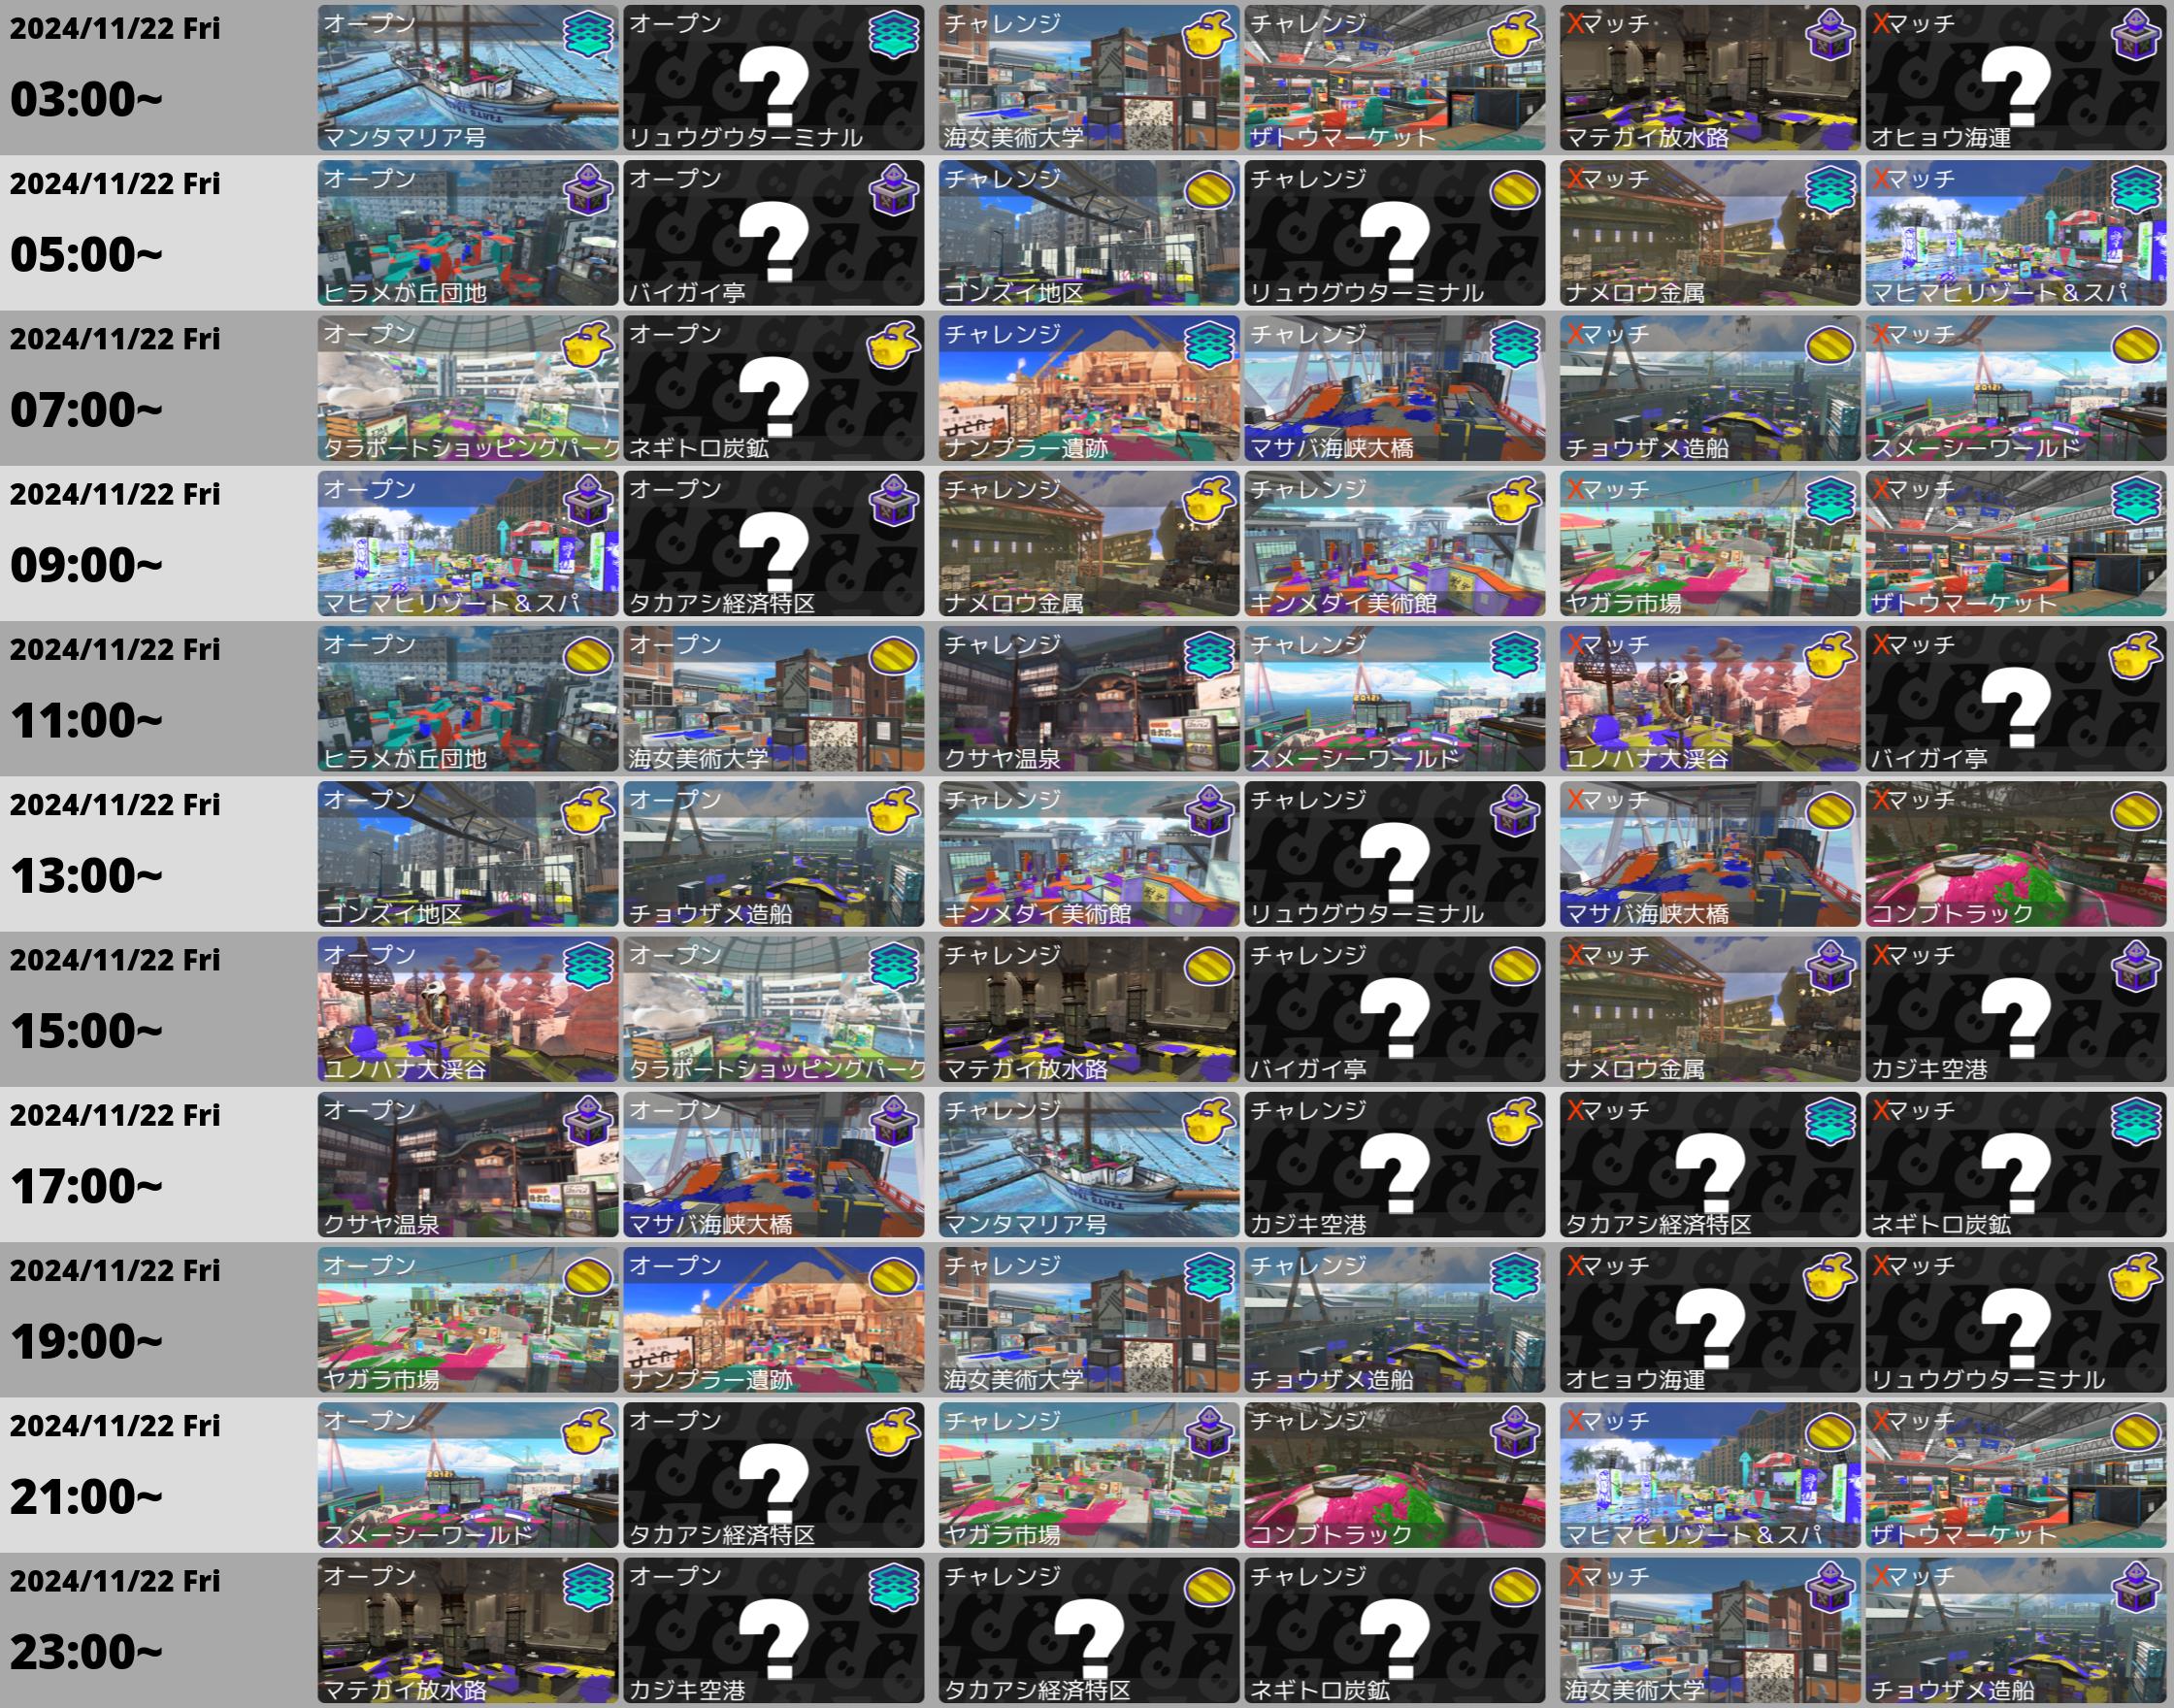 2024/11/22 Fri
03:00~
オープン
マンタマリア号
オープン
リュウグウターミナル
チャレンジ
海女美術大学
チャレンジ
ザトウマーケット
Xマッチ
マテガイ放水路
Xマッチ
オヒョウ海運
2024/11/22 Fri
05:00~
オープン
ヒラメが丘団地
オープン
バイガイ亭
チャレンジ
ゴンズイ地区
チャレンジ
リュウグウターミナル
Xマッチ
ナメロウ金属
Xマッチ
マヒマヒリゾート＆スパ
2024/11/22 Fri
07:00~
オープン
タラポートショッピングパーク
オープン
ネギトロ炭鉱
チャレンジ
ナンプラー遺跡
チャレンジ
マサバ海峡大橋
Xマッチ
チョウザメ造船
Xマッチ
スメーシーワールド
2024/11/22 Fri
09:00~
オープン
マヒマヒリゾート＆スパ
オープン
タカアシ経済特区
チャレンジ
ナメロウ金属
チャレンジ
キンメダイ美術館
Xマッチ
ヤガラ市場
Xマッチ
ザトウマーケット
2024/11/22 Fri
11:00~
オープン
ヒラメが丘団地
オープン
海女美術大学
チャレンジ
クサヤ温泉
チャレンジ
スメーシーワールド
Xマッチ
ユノハナ大渓谷
Xマッチ
バイガイ亭
2024/11/22 Fri
13:00~
オープン
ゴンズイ地区
オープン
チョウザメ造船
チャレンジ
キンメダイ美術館
チャレンジ
リュウグウターミナル
Xマッチ
マサバ海峡大橋
Xマッチ
コンブトラック
2024/11/22 Fri
15:00~
オープン
ユノハナ大渓谷
オープン
タラポートショッピングパーク
チャレンジ
マテガイ放水路
チャレンジ
バイガイ亭
Xマッチ
ナメロウ金属
Xマッチ
カジキ空港
2024/11/22 Fri
17:00~
オープン
クサヤ温泉
オープン
マサバ海峡大橋
チャレンジ
マンタマリア号
チャレンジ
カジキ空港
Xマッチ
タカアシ経済特区
Xマッチ
ネギトロ炭鉱
2024/11/22 Fri
19:00~
オープン
ヤガラ市場
オープン
ナンプラー遺跡
チャレンジ
海女美術大学
チャレンジ
チョウザメ造船
Xマッチ
オヒョウ海運
Xマッチ
リュウグウターミナル
2024/11/22 Fri
21:00~
オープン
スメーシーワールド
オープン
タカアシ経済特区
チャレンジ
ヤガラ市場
チャレンジ
コンブトラック
Xマッチ
マヒマヒリゾート＆スパ
Xマッチ
ザトウマーケット
2024/11/22 Fri
23:00~
オープン
マテガイ放水路
オープン
カジキ空港
チャレンジ
タカアシ経済特区
チャレンジ
ネギトロ炭鉱
Xマッチ
海女美術大学
Xマッチ
チョウザメ造船